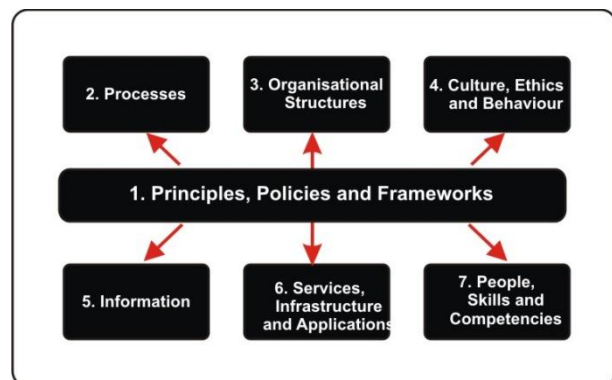 2. Processes
3. Organisational
Structures
4. Culture, Ethics
and Behaviour
1. Principles, Policies and Frameworks
5. Information
6. Services,
Infrastructure
and Applications
7. People,
Skills and
Competencies